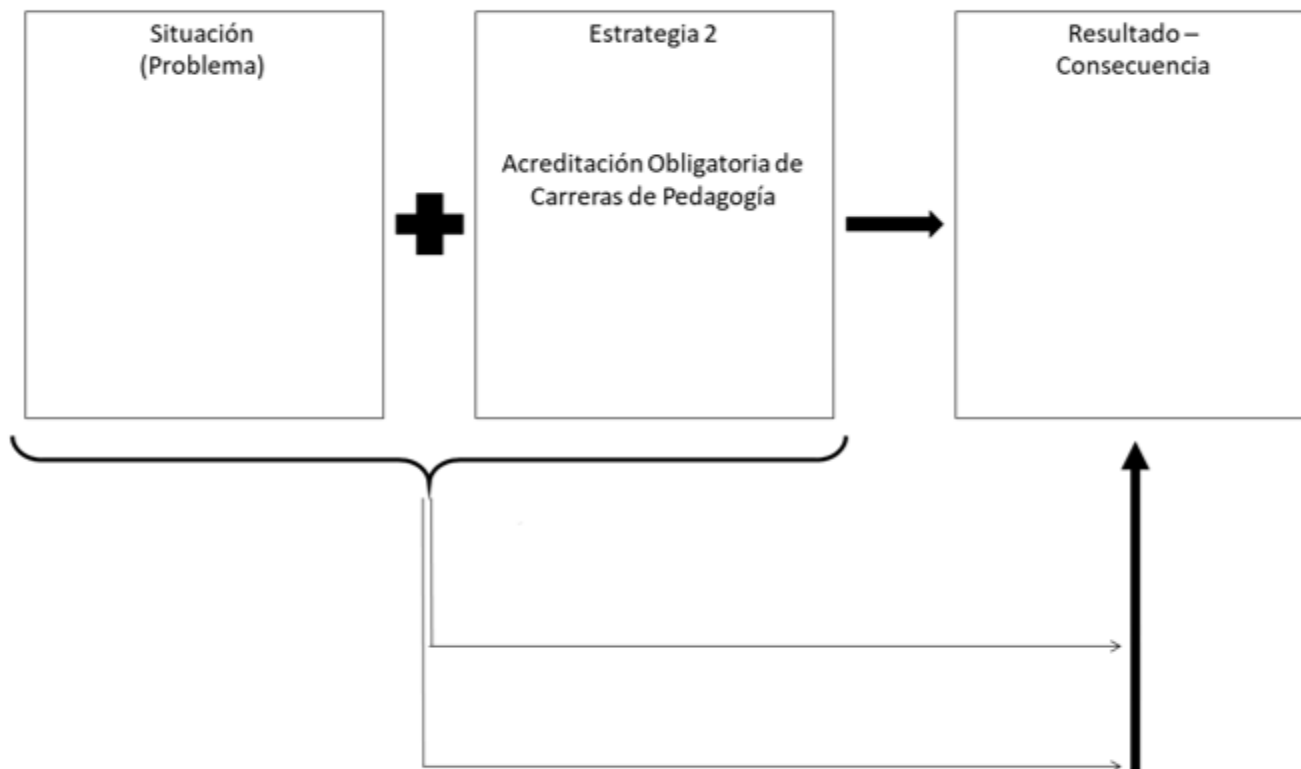 Situación
(Problema)
Estrategia 2
Acreditación Obligatoria de
Carreras de Pedagogía
Resultado –
Consecuencia